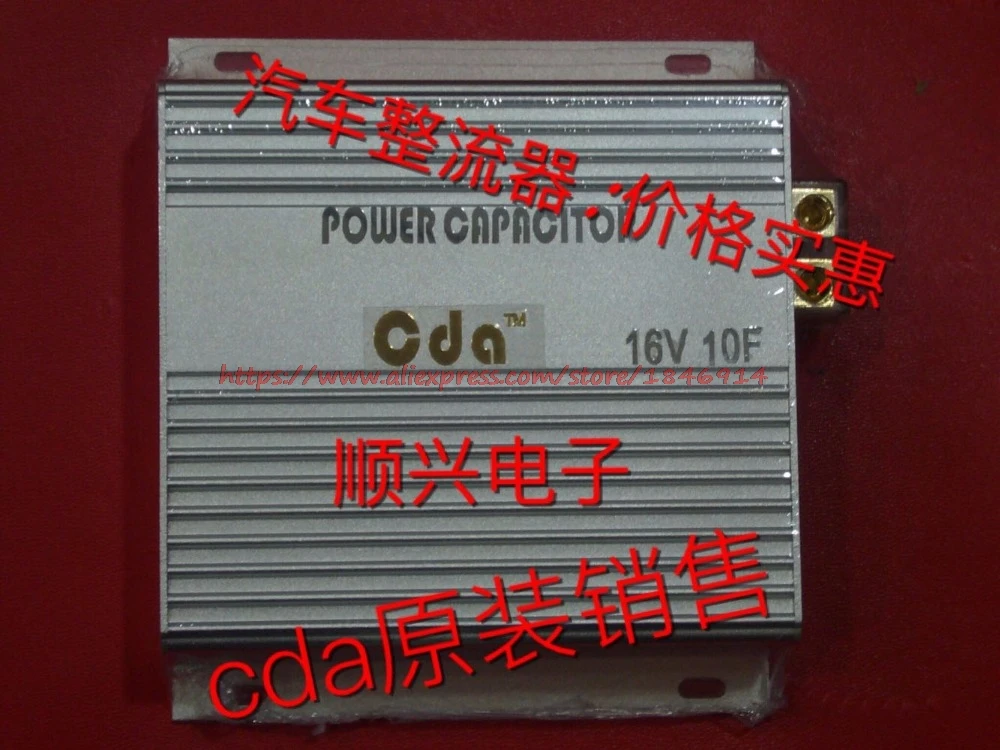 汽车整流器.:价格实惠
POWER CAPACITOR
Cda™
16V 10F
https://www.aliexpress.com/store/1846914
顺兴电子
cda原装销售